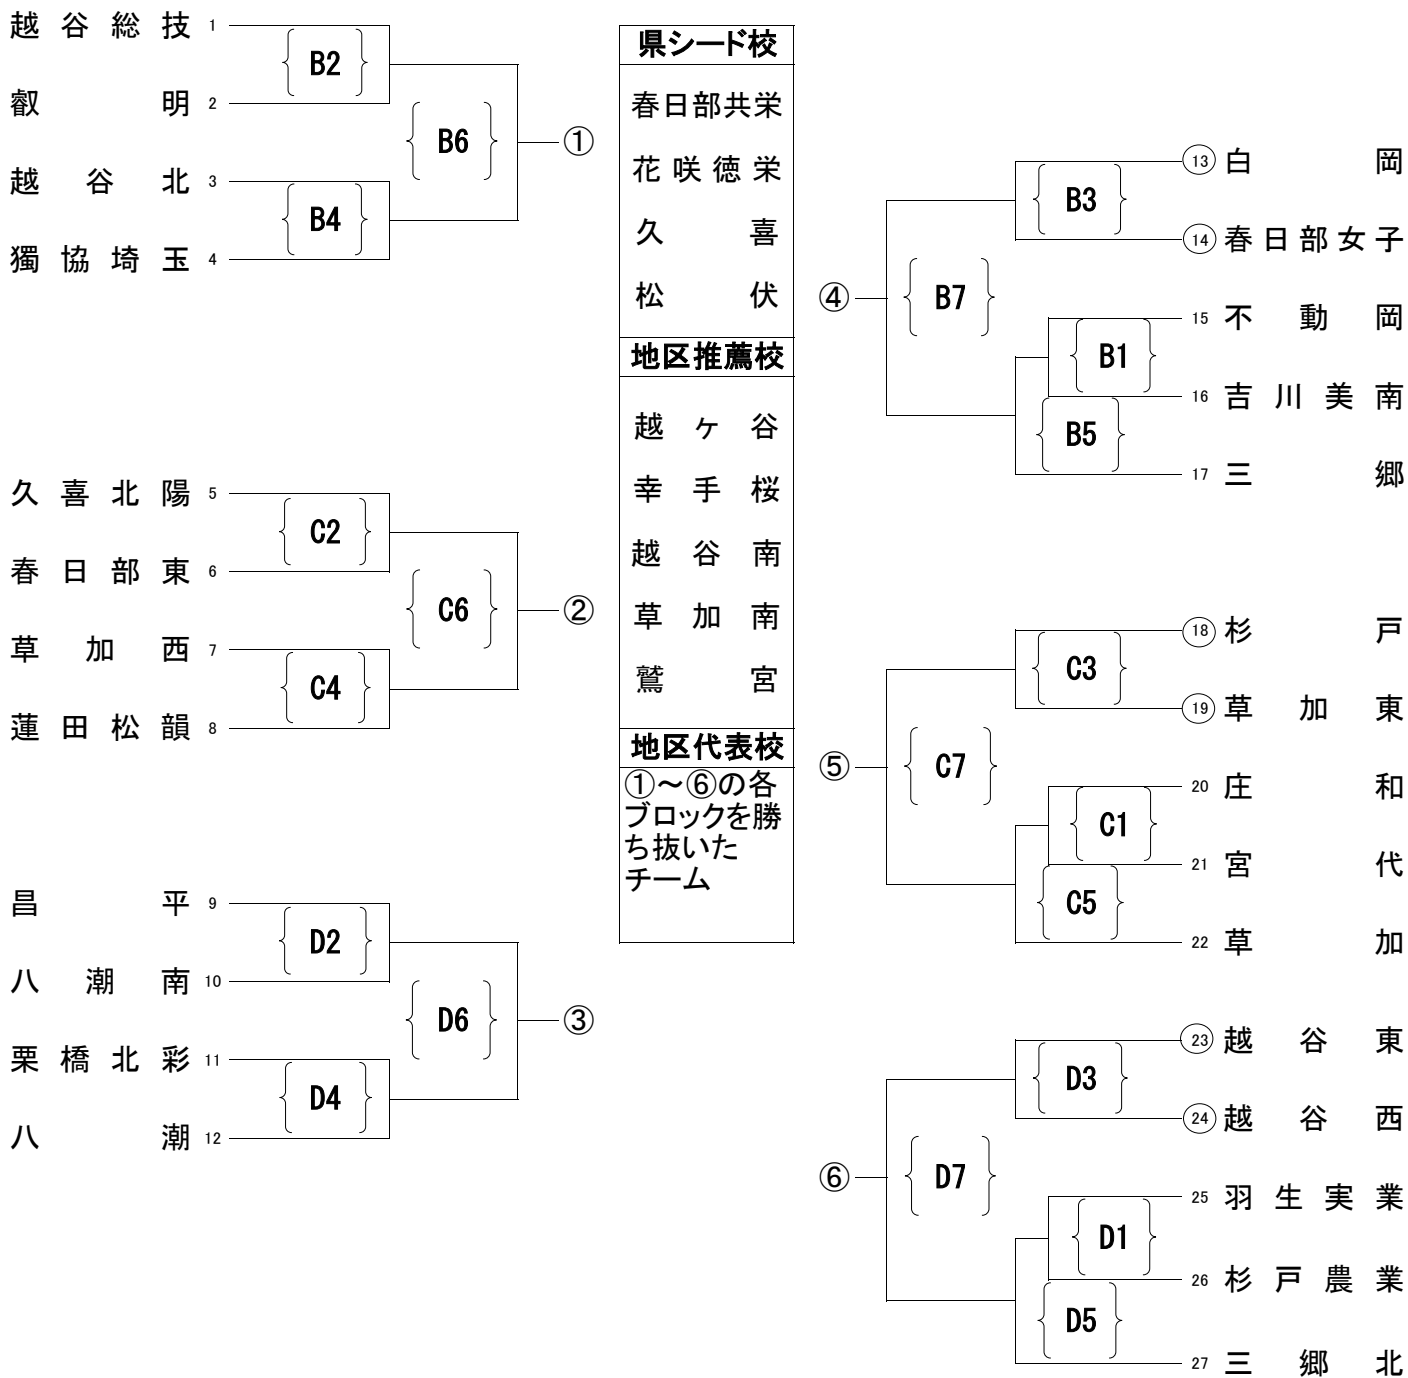 越谷総技 1
B2
叡明 2
B6
①
越谷北 3
B4
獨協埼玉 4
久喜北陽 5
C2
春日部東 6
C6
②
草加西 7
C4
蓮田松韻 8
昌平 9
D2
八潮南 10
D6
③
栗橋北彩 11
D4
八潮 12
県シード校
春日部共栄
花咲徳栄
久喜
松伏
地区推薦校
越ヶ谷
幸手桜
越谷南
草加南
鷲宮
地区代表校
①～⑥の各
ブロックを勝
ち抜いた
チーム
⑬ 白岡
B3
⑭ 春日部女子
④
B7
15 不動岡
B1
16 吉川美南
B5
17 三郷
⑱ 杉戸
C3
⑲ 草加東
⑤
C7
20 庄和
C1
21 宮代
C5
22 草加
㉓ 越谷東
D3
㉔ 越谷西
⑥
D7
25 羽生実業
D1
26 杉戸農業
D5
27 三郷北